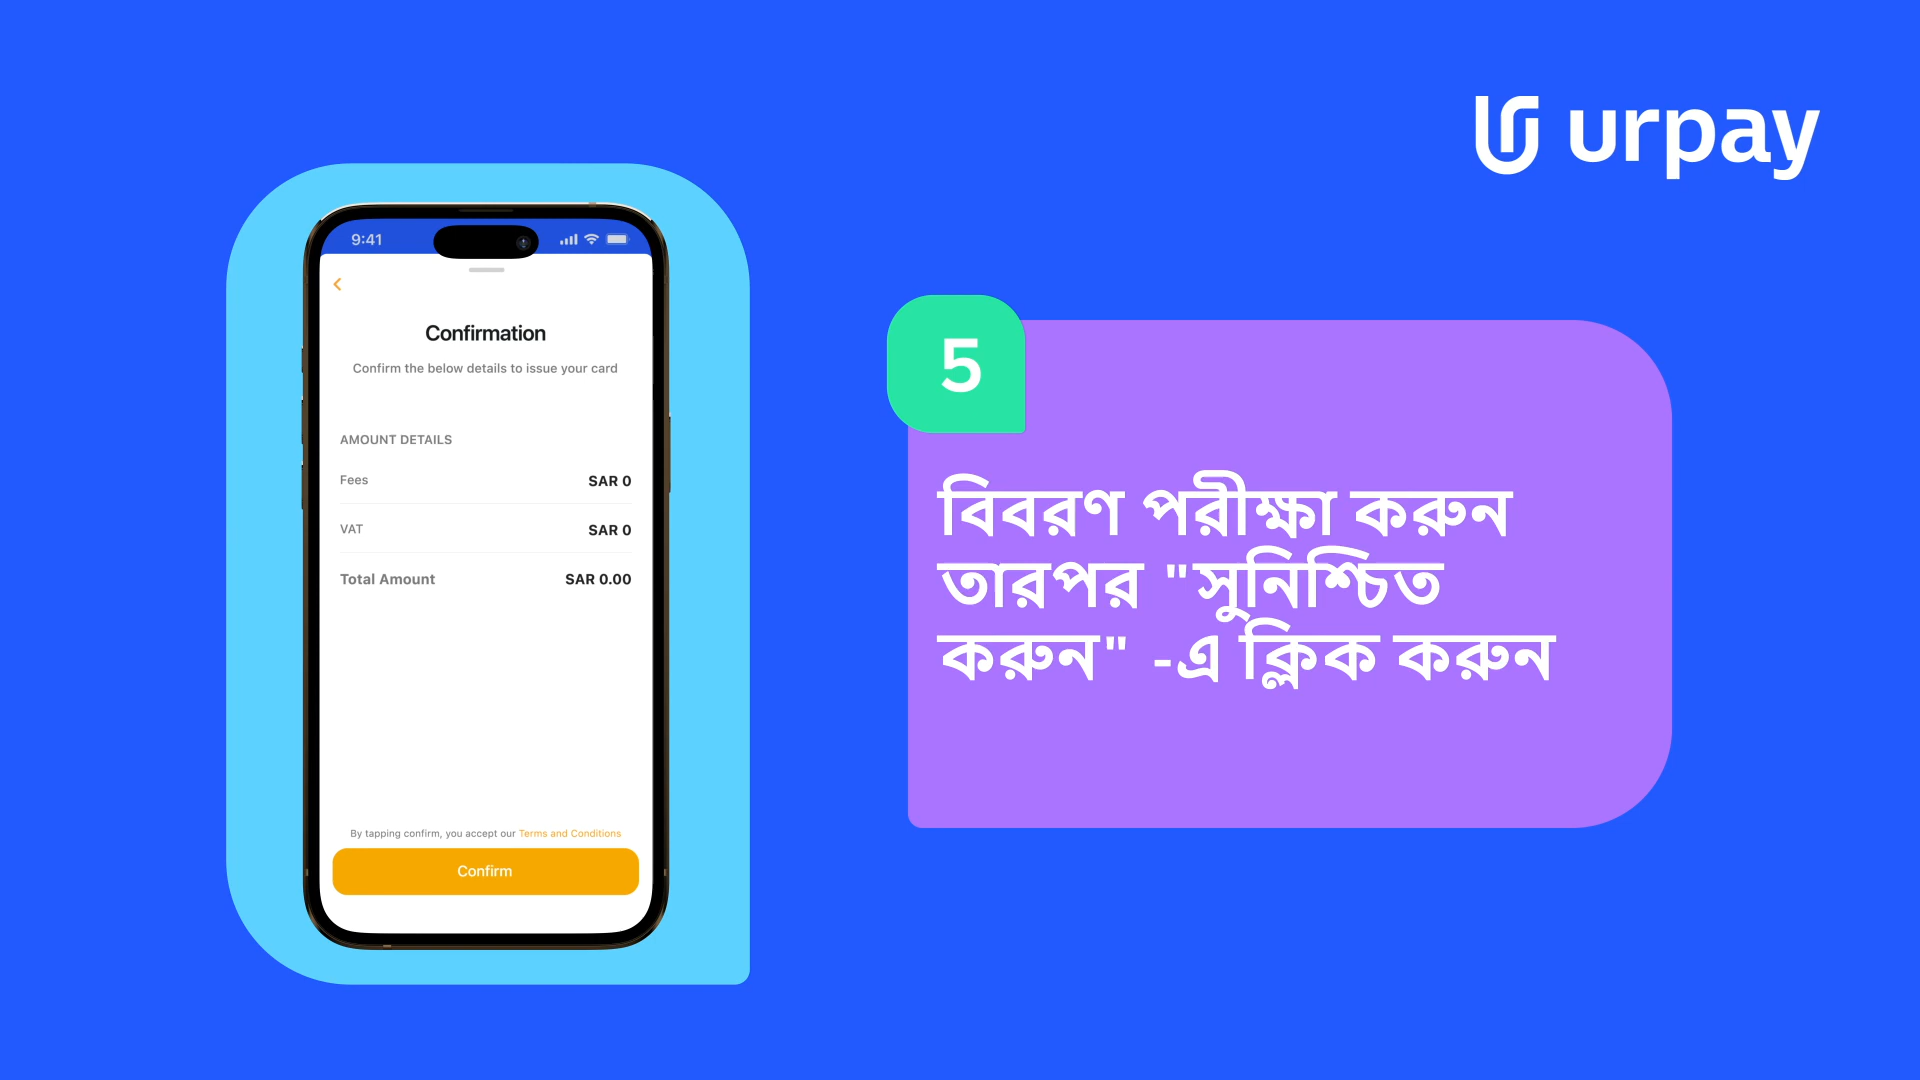 urpay
9:41
Confirmation
Confirm the below details to issue your card
AMOUNT DETAILS
Fees SAR 0
VAT SAR 0
Total Amount SAR 0.00
By tapping confirm, you accept our Terms and Conditions
Confirm
5
বিবরণ পরীক্ষা করুন
তারপর "সুনিশ্চিত
করুন" -এ ক্লিক করুন